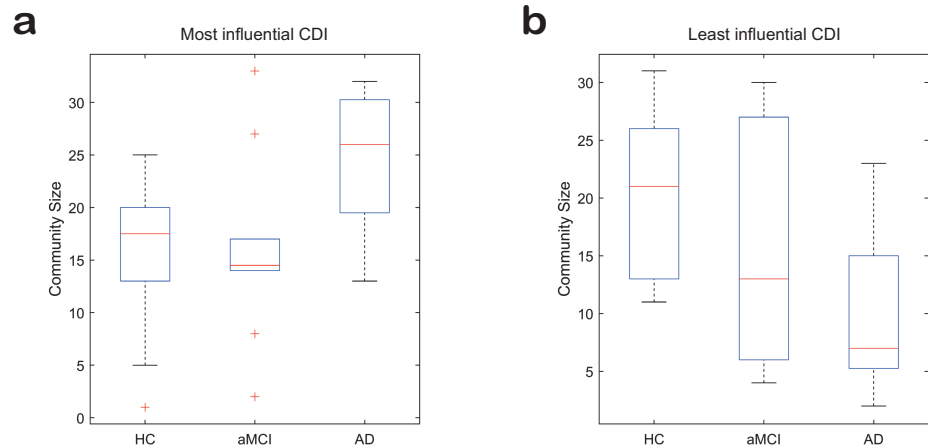 a
Most influential CDI
Community Size
30
25
20
15
10
5
0
HC aMCI AD
b
Least influential CDI
Community Size
30
25
20
15
10
5
HC aMCI AD